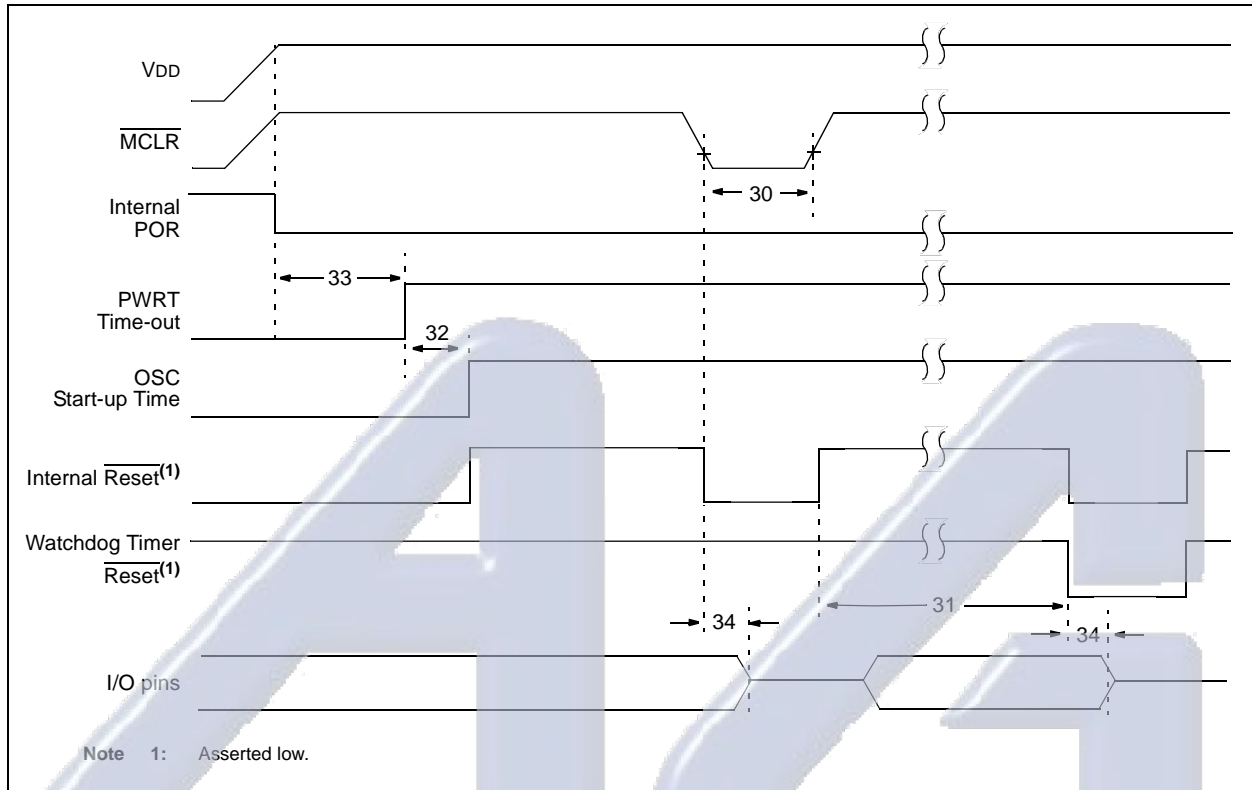 VDD
MCLR
30
Internal
POR
33
PWRT
Time-out
32
OSC
Start-up Time
Internal Reset(1)
Watchdog Timer
Reset(1)
31
34
34
I/O pins
Note 1: Asserted low.